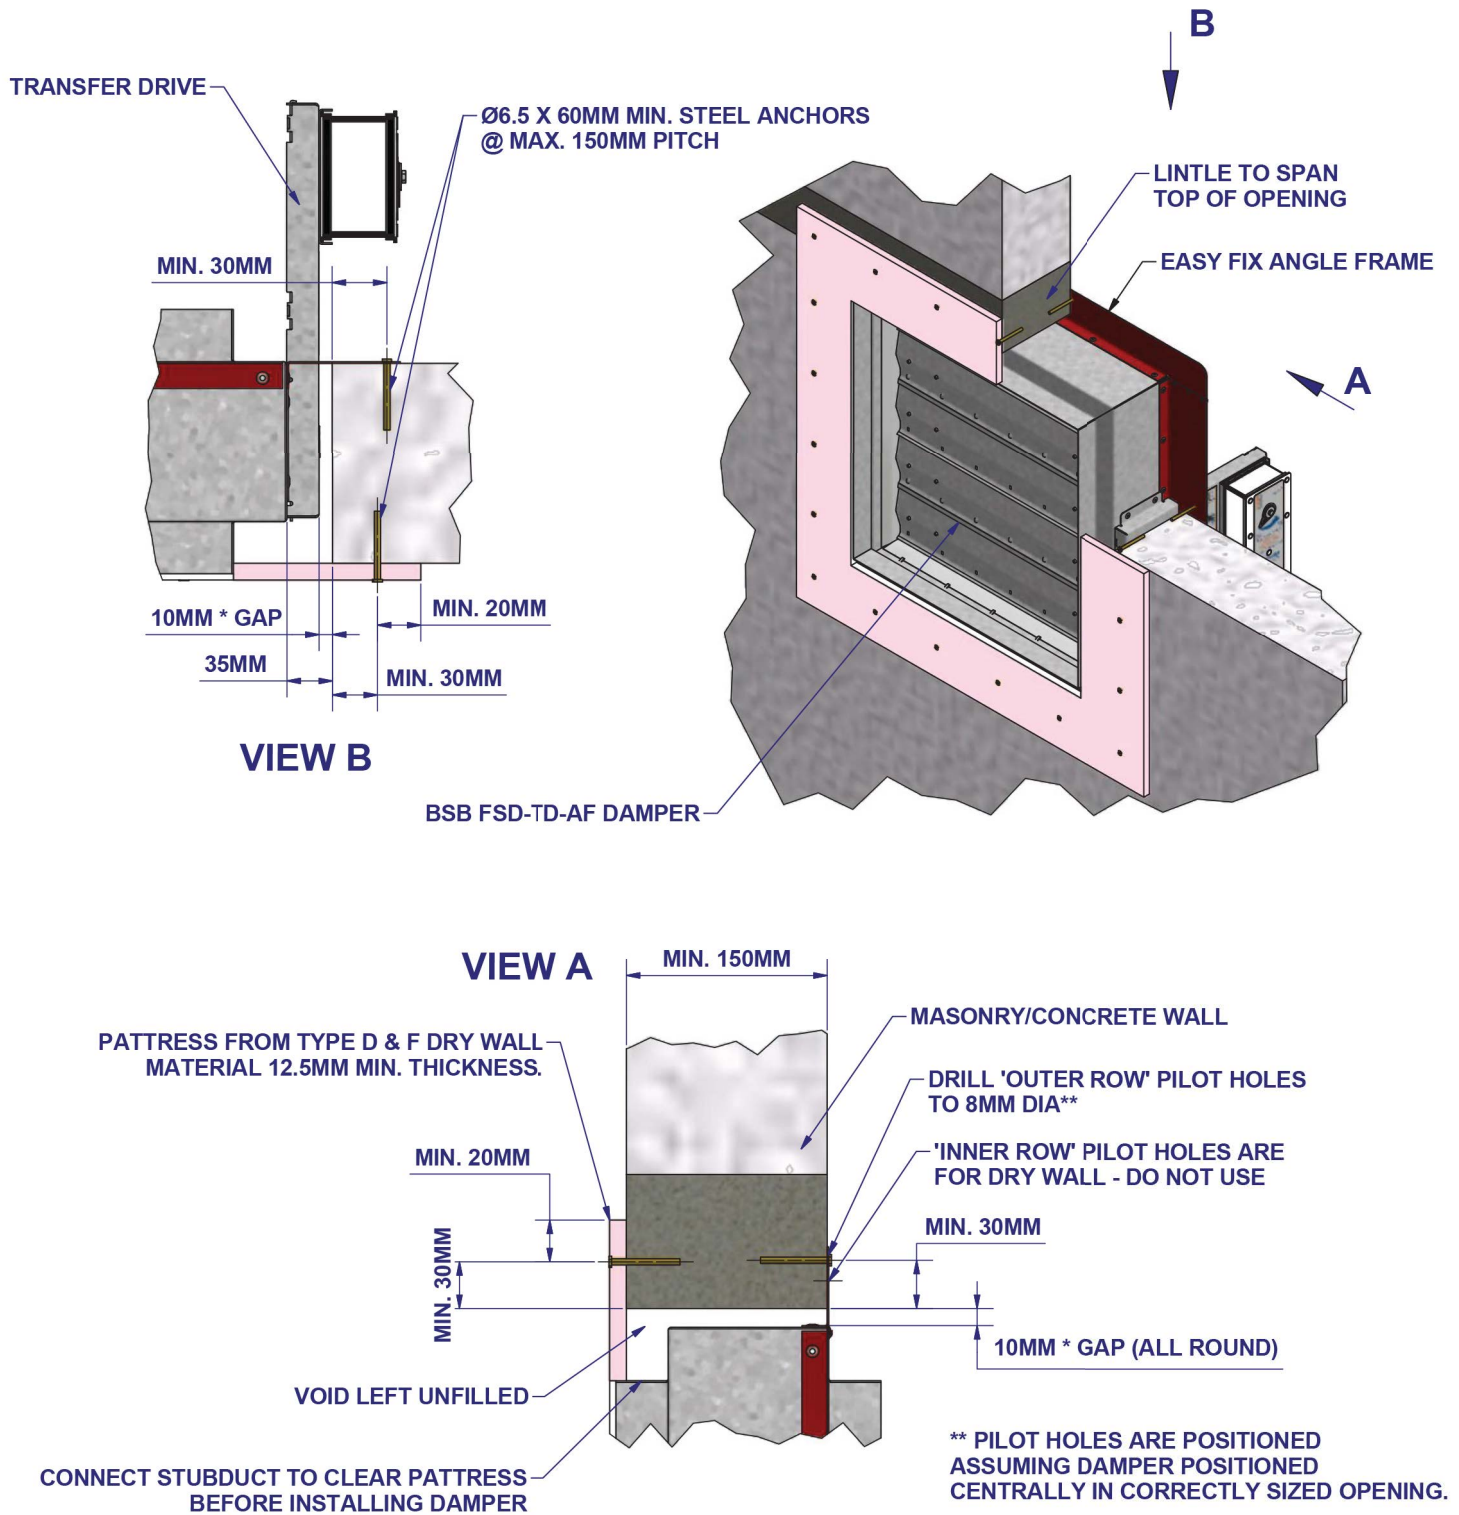 B
TRANSFER DRIVE
Ø6.5 X 60MM MIN. STEEL ANCHORS
@ MAX. 150MM PITCH
LINTLE TO SPAN
TOP OF OPENING
MIN. 30MM
EASY FIX ANGLE FRAME
A
10MM * GAP
MIN. 20MM
35MM
MIN. 30MM
VIEW B
BSB FSD-TD-AF DAMPER
VIEW A
MIN. 150MM
PATTRESS FROM TYPE D & F DRY WALL
MATERIAL 12.5MM MIN. THICKNESS.
MASONRY/CONCRETE WALL
DRILL 'OUTER ROW' PILOT HOLES
TO 8MM DIA**
'INNER ROW' PILOT HOLES ARE
FOR DRY WALL - DO NOT USE
MIN. 20MM
MIN. 30MM
MIN. 30MM
10MM * GAP (ALL ROUND)
VOID LEFT UNFILLED
CONNECT STUBDUCT TO CLEAR PATTRESS
BEFORE INSTALLING DAMPER
** PILOT HOLES ARE POSITIONED
ASSUMING DAMPER POSITIONED
CENTRALLY IN CORRECTLY SIZED OPENING.